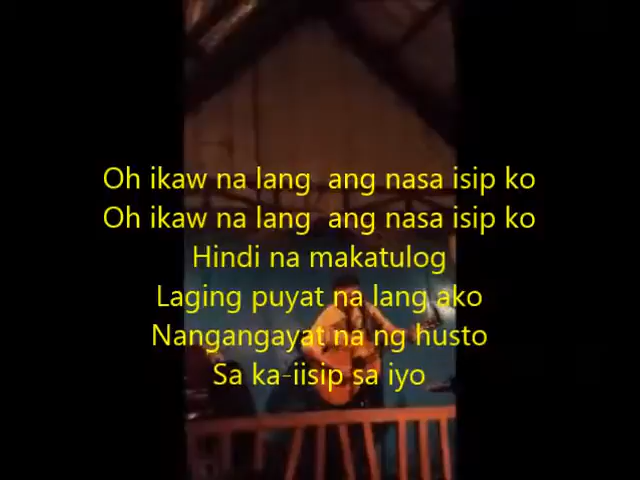 Oh ikaw na lang  ang nasa isip ko
Oh ikaw na lang  ang nasa isip ko
Hindi na makatulog
Laging puyat na lang ako
Nangangayat na ng husto
Sa ka-iisip sa iyo